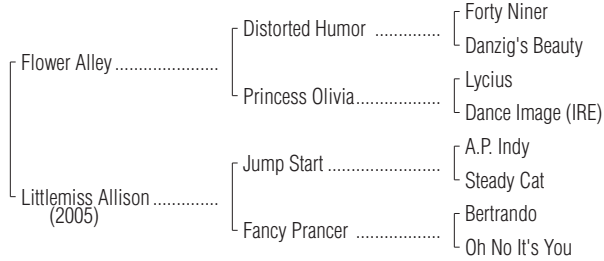 Forty Niner
Distorted Humor ..............
Danzig's Beauty
Flower Alley ......................
Lycius
Princess Olivia..................
Dance Image (IRE)
A.P. Indy
Jump Start ........................
Steady Cat
Littlemiss Allison ..............
(2005)
Bertrando
Fancy Prancer ..................
Oh No It's You